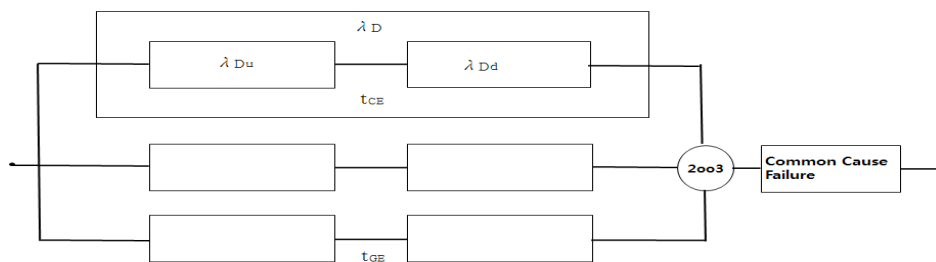 λ D
λ Du
λ Dd
tCE
2oo3
Common Cause
Failure
tGE